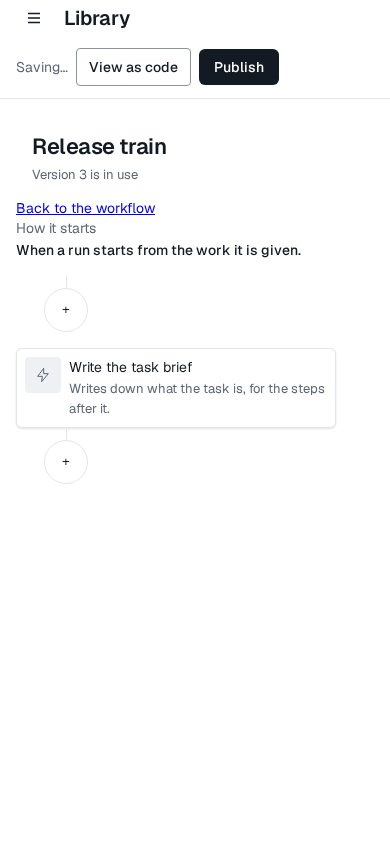 Library
Saving…
View as code
Publish
Release train
Version 3 is in use
Back to the workflow
How it starts
When a run starts from the work it is given.
+
Write the task brief
Writes down what the task is, for the steps
after it.
+